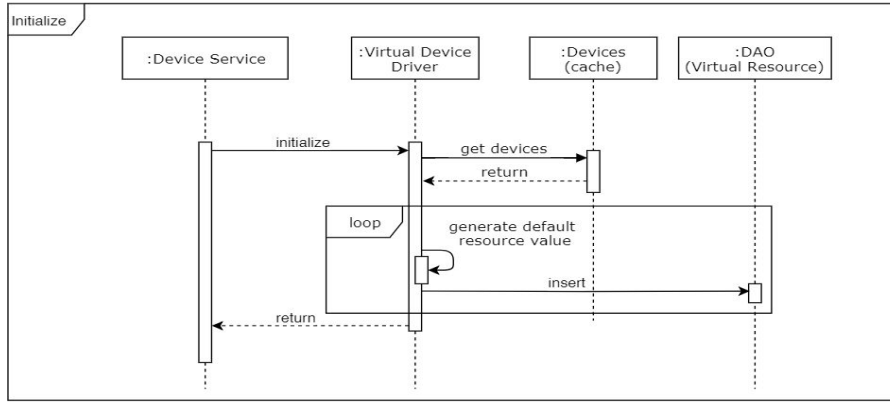 Initialize
:Device Service
:Virtual Device
Driver
:Devices
(cache)
:DAO
(Virtual Resource)
initialize
get devices
return
loop
generate default
resource value
insert
return